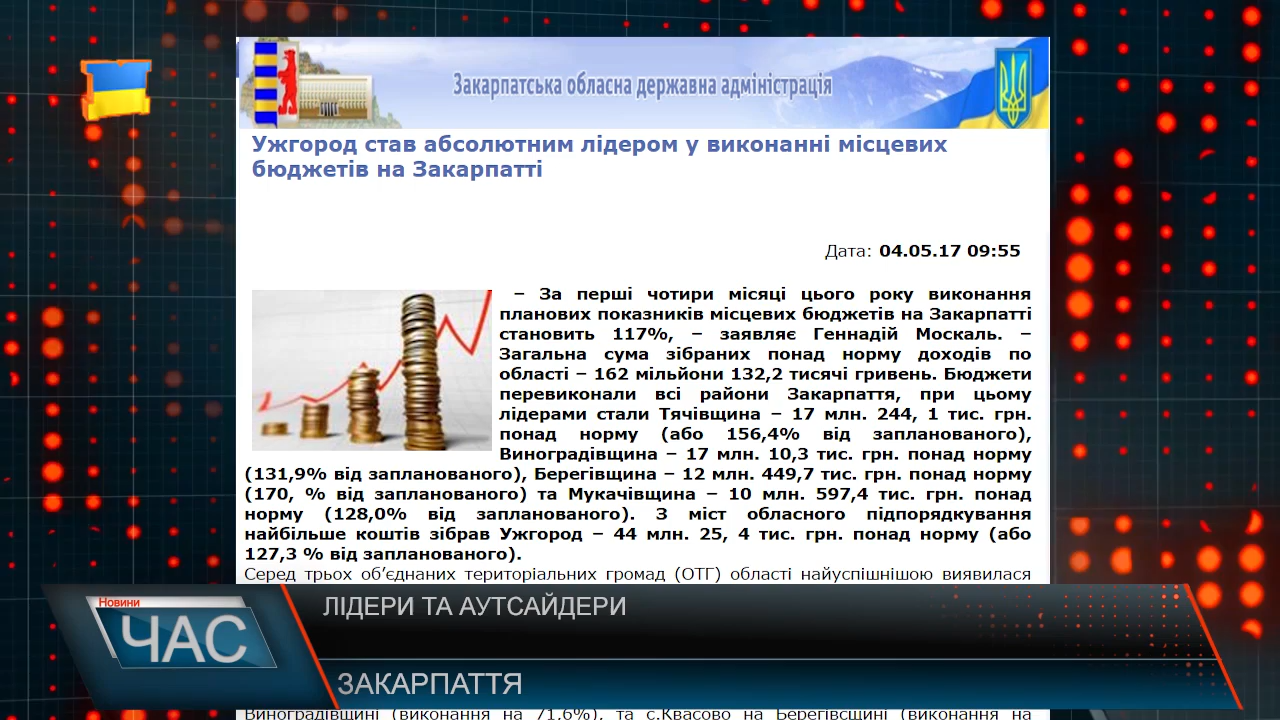 Закарпатська обласна державна адміністрація
Ужгород став абсолютним лідером у виконанні місцевих
бюджетів на Закарпатті
Дата: 04.05.17 09:55
– За перші чотири місяці цього року виконання
планових показників місцевих бюджетів на Закарпатті
становить 117%, – заявляє Геннадій Москаль. –
Загальна сума зібраних понад норму доходів по
області – 162 мільйони 132,2 тисячі гривень. Бюджети
перевиконали всі райони Закарпаття, при цьому
лідерами стали Тячівщина – 17 млн. 244, 1 тис. грн.
понад норму (або 156,4% від запланованого),
Виноградівщина – 17 млн. 10,3 тис. грн. понад норму
(131,9% від запланованого), Берегівщина – 12 млн. 449,7 тис. грн. понад норму
(170, % від запланованого) та Мукачівщина – 10 млн. 597,4 тис. грн. понад
норму (128,0% від запланованого). З міст обласного підпорядкування
найбільше коштів зібрав Ужгород – 44 млн. 25, 4 тис. грн. понад норму (або
127,3 % від запланованого).
Серед трьох об’єднаних територіальних громад (ОТГ) області найуспішнішою виявилася
Новини
ЧАС
ЛІДЕРИ ТА АУТСАЙДЕРИ
ЗАКАРПАТТЯ
Виноградівщині (виконання на 71,6%), та с.Квасово на Берегівсщині (виконання на